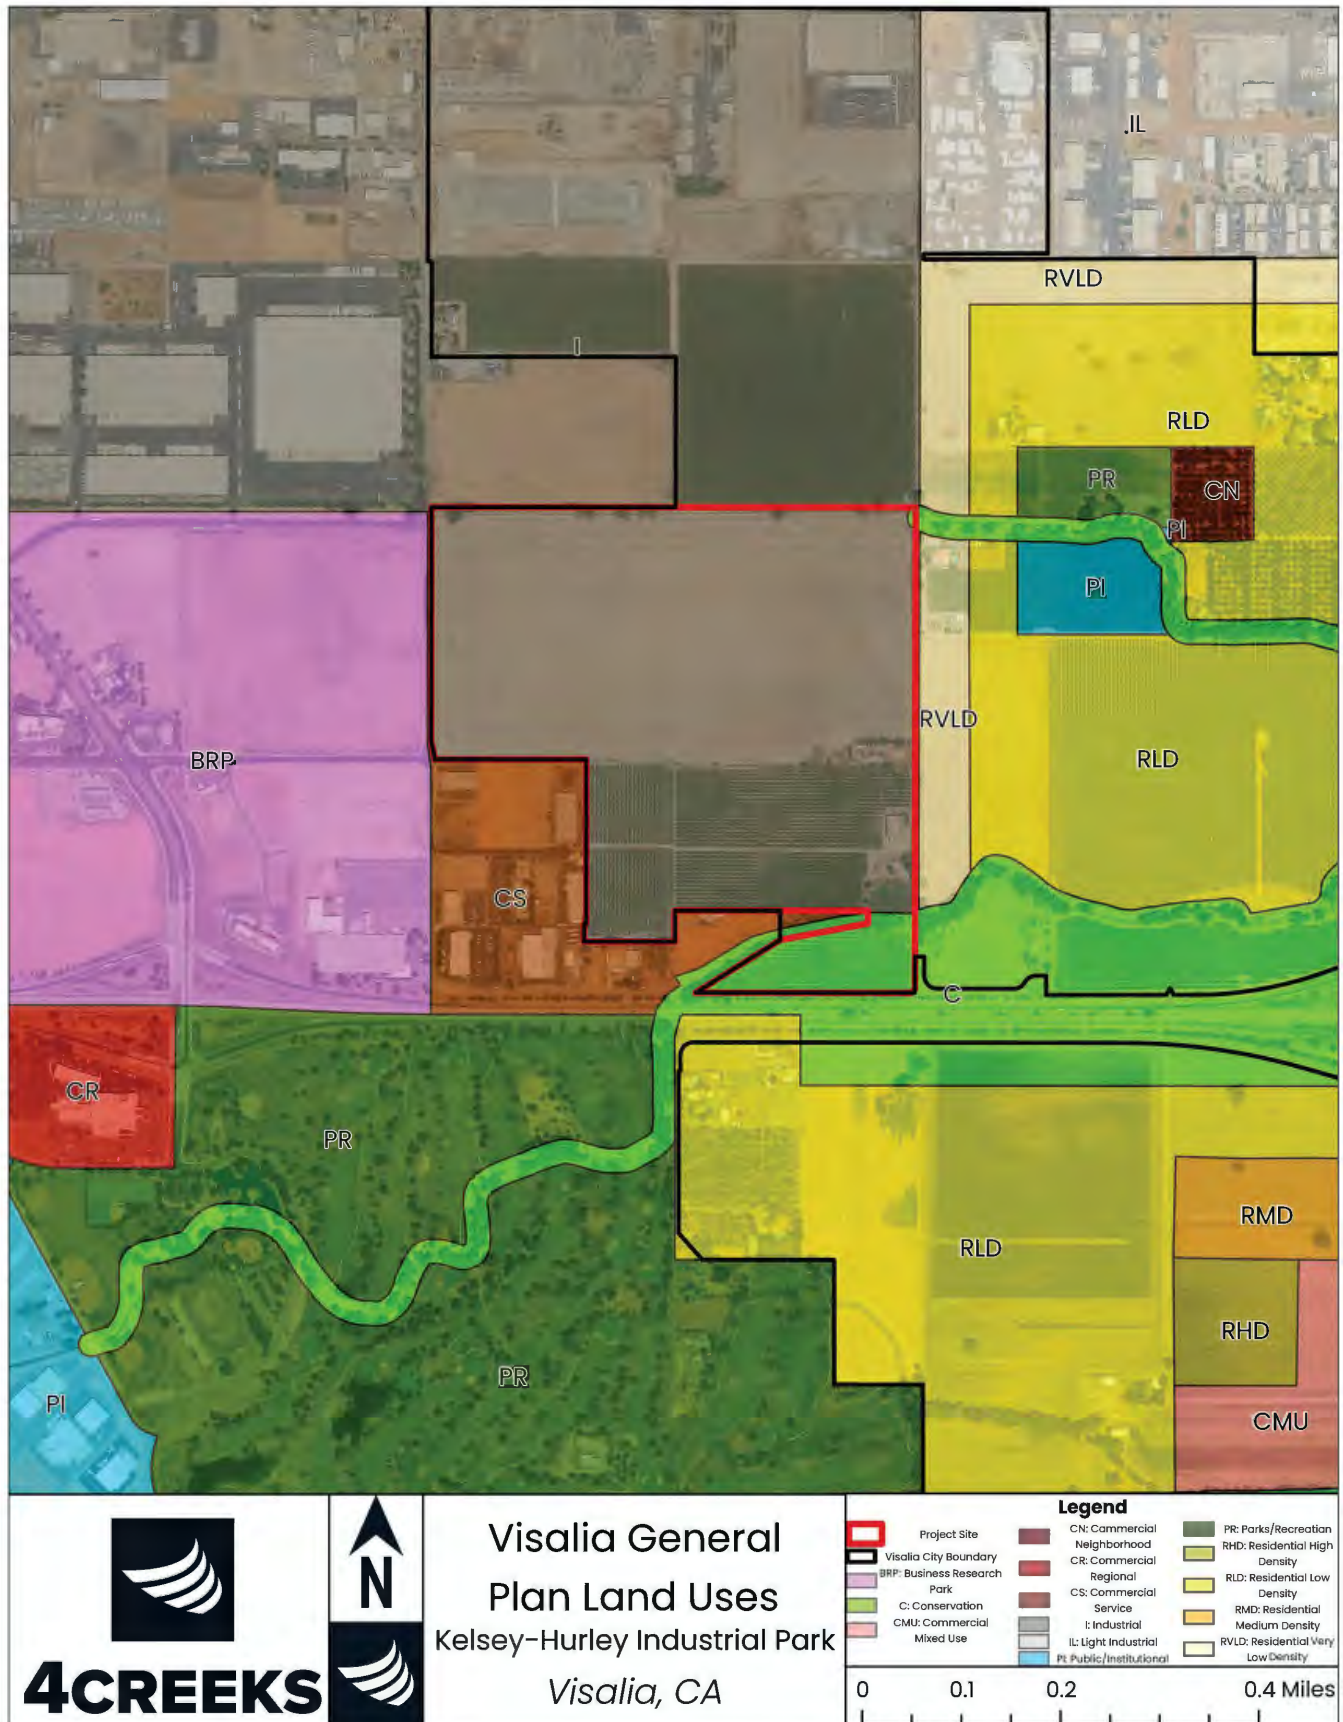 .IL
RVLD
I
RLD
PR
CN
PI
PI
RVLD
BRP
RLD
CS
C
CR
PR
RMD
RLD
RHD
PR
PI
CMU
4CREEKS
N
Visalia General
Plan Land Uses
Kelsey-Hurley Industrial Park
Visalia, CA
Legend
Project Site
Visalia City Boundary
BRP: Business Research
Park
C: Conservation
CMU: Commercial
Mixed Use
CN: Commercial
Neighborhood
CR: Commercial
Regional
CS: Commercial
Service
I: Industrial
IL: Light Industrial
PI: Public/Institutional
PR: Parks/Recreation
RHD: Residential High
Density
RLD: Residential Low
Density
RMD: Residential
Medium Density
RVLD: Residential Very
Low Density
0 0.1 0.2 0.4 Miles